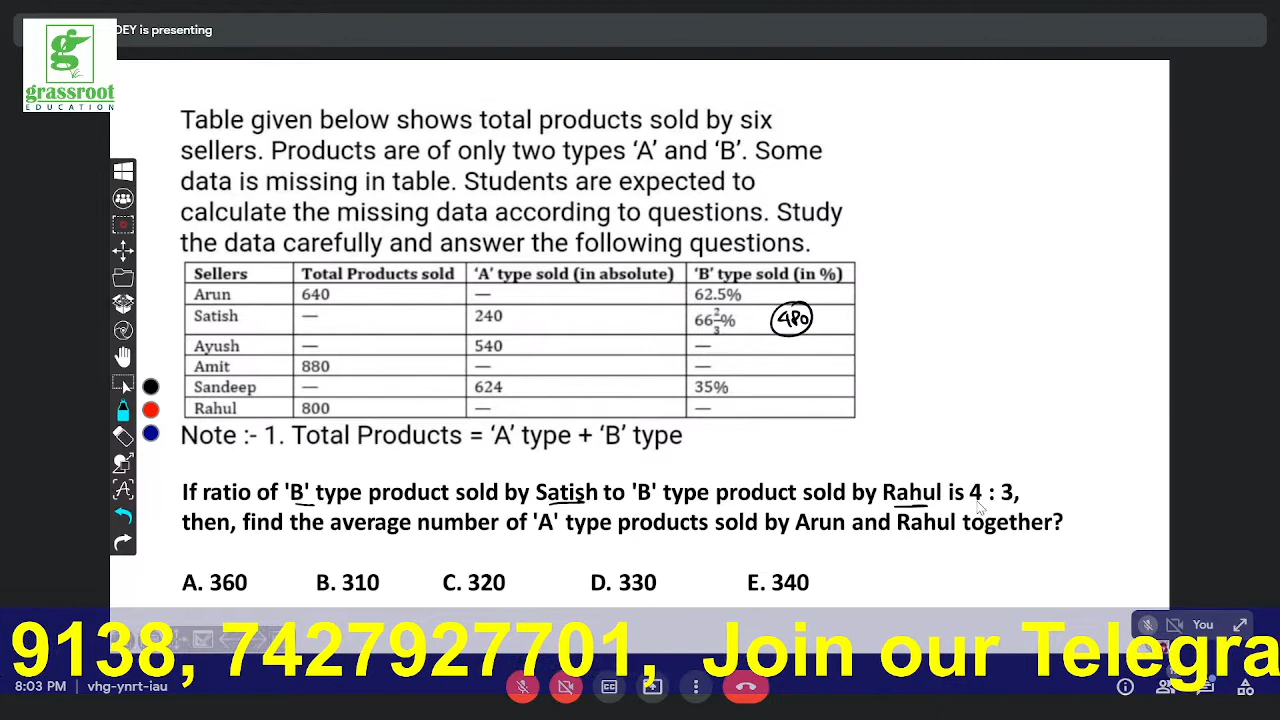 DEY is presenting
g
grassroot
EDUCATION
Table given below shows total products sold by six
sellers. Products are of only two types ‘A’ and ‘B’. Some
data is missing in table. Students are expected to
calculate the missing data according to questions. Study
the data carefully and answer the following questions.
Sellers Total Products sold ‘A’ type sold (in absolute) ‘B’ type sold (in %)
Arun 640 — 62.5%
Satish — 240 66 2/3% 480
Ayush — 540 —
Amit 880 — —
Sandeep — 624 35%
Rahul 800 — —
Note :- 1. Total Products = ‘A’ type + ‘B’ type
If ratio of 'B' type product sold by Satish to 'B' type product sold by Rahul is 4 : 3,
then, find the average number of 'A' type products sold by Arun and Rahul together?
A. 360 B. 310 C. 320 D. 330 E. 340
You
9138, 7427927701, Join our Telegra
8:03 PM vhg-ynrt-iau